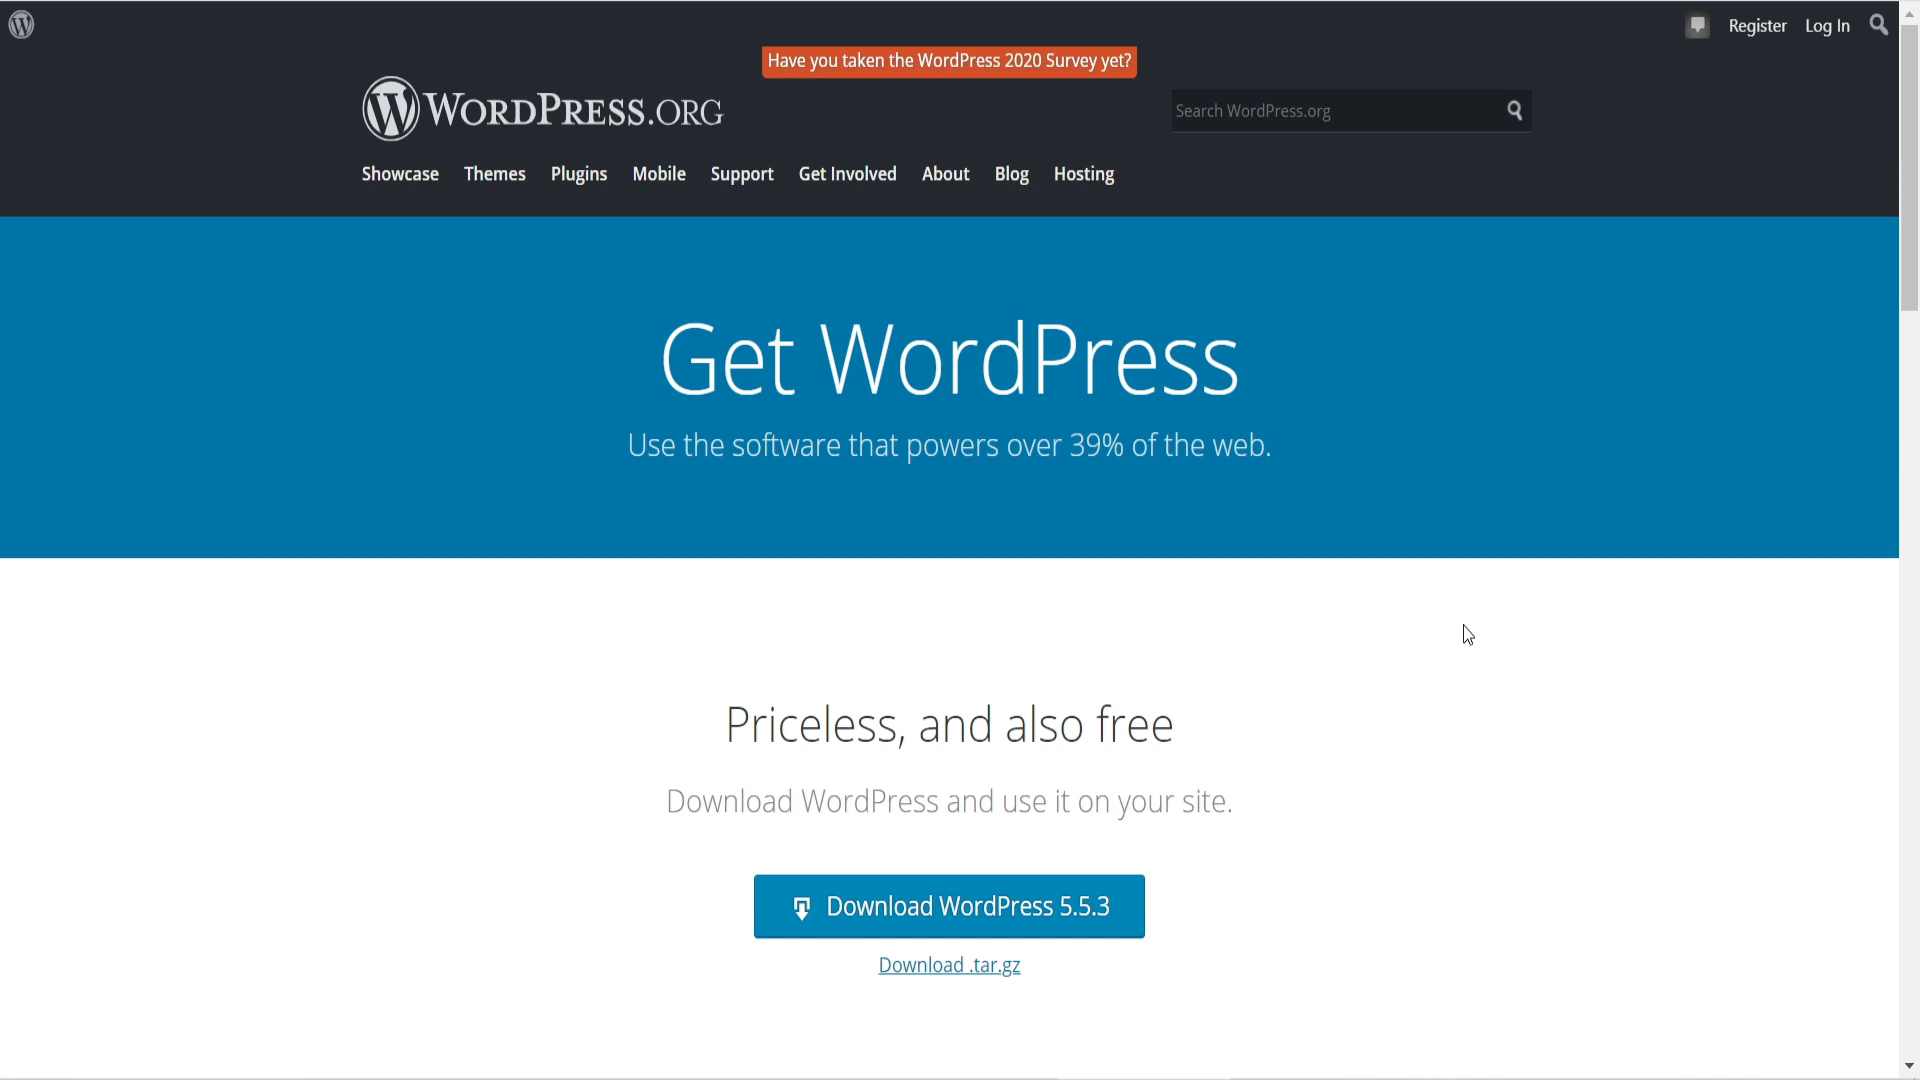 Register Log In
Have you taken the WordPress 2020 Survey yet?
WORDPRESS.ORG
Search WordPress.org
Showcase Themes Plugins Mobile Support Get Involved About Blog Hosting
Get WordPress
Use the software that powers over 39% of the web.
Priceless, and also free
Download WordPress and use it on your site.
Download WordPress 5.5.3
Download .tar.gz